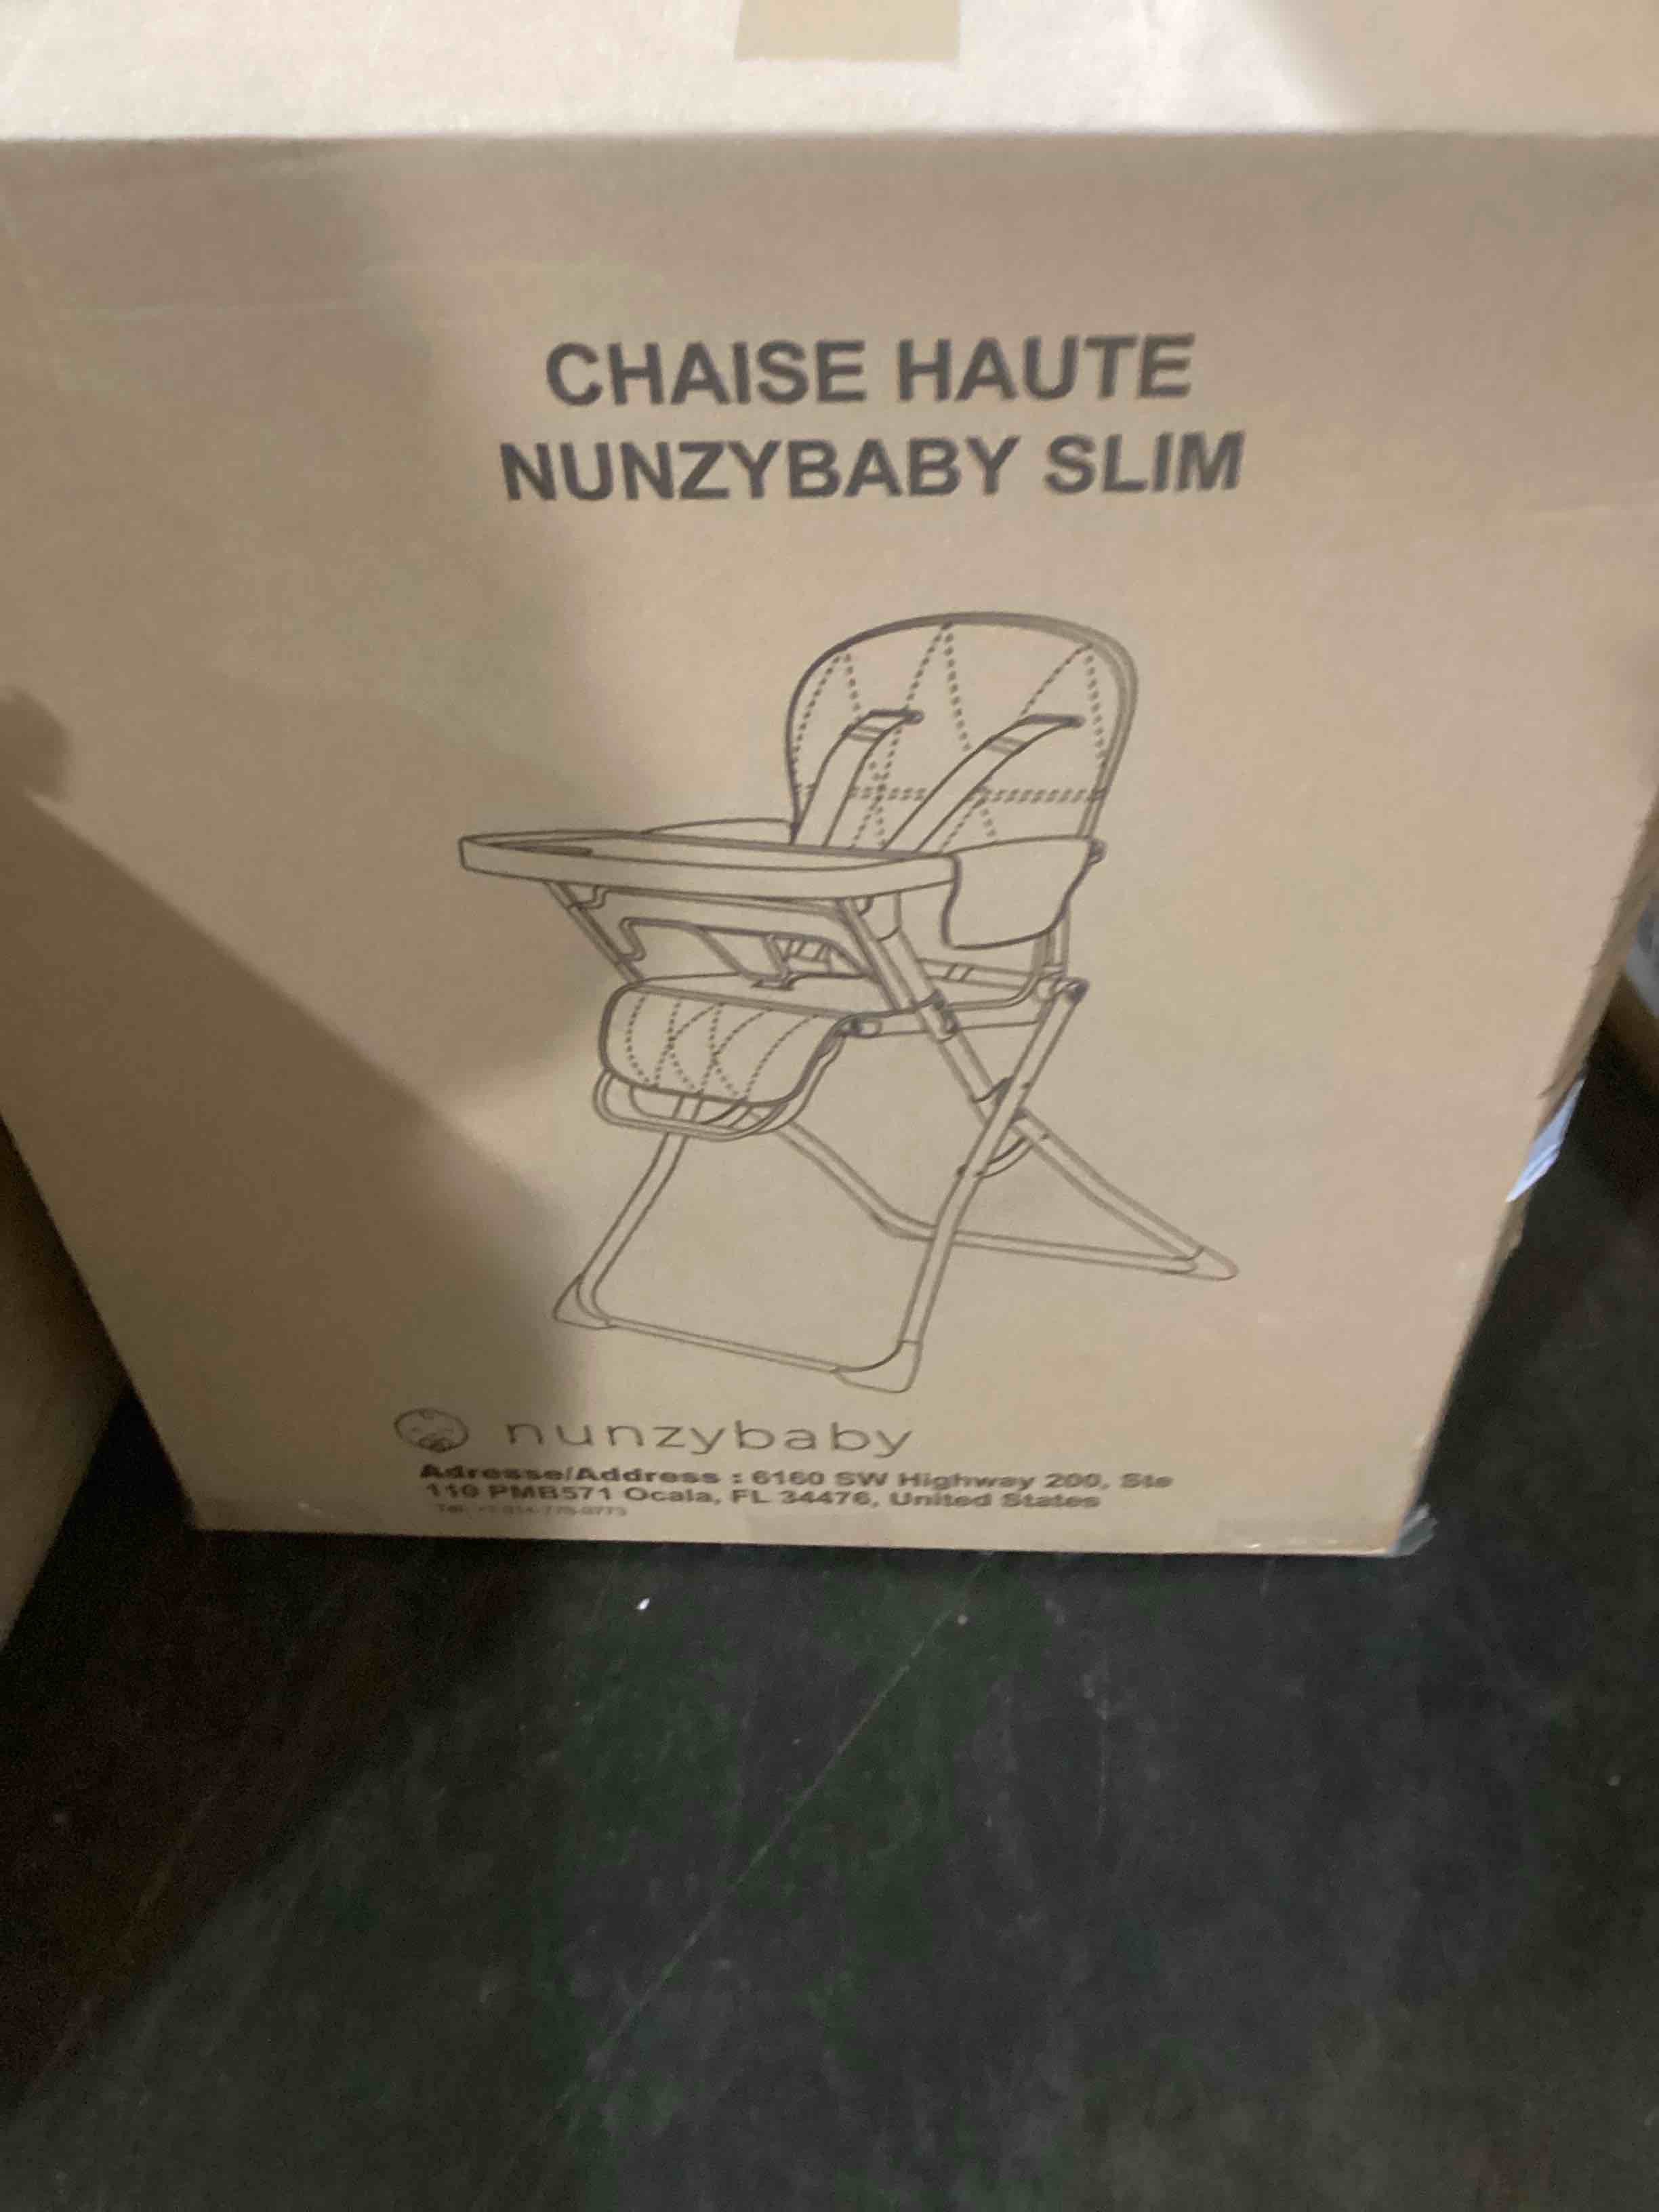 CHAISE HAUTE
NUNZYBABY SLIM
nunzybaby
Adresse/Address : 6160 SW Highway 200, Ste
110 PMB571 Ocala, FL 34476, United States